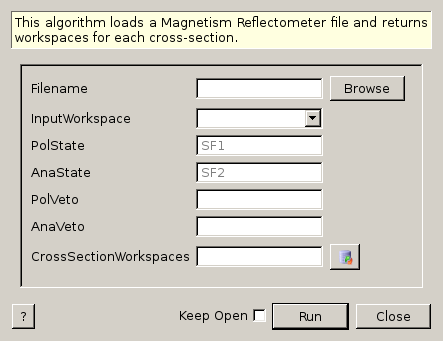 This algorithm loads a Magnetism Reflectometer file and returns
workspaces for each cross-section.
Filename Browse
InputWorkspace
PolState SF1
AnaState SF2
PolVeto
AnaVeto
CrossSectionWorkspaces
? Keep Open Run Close